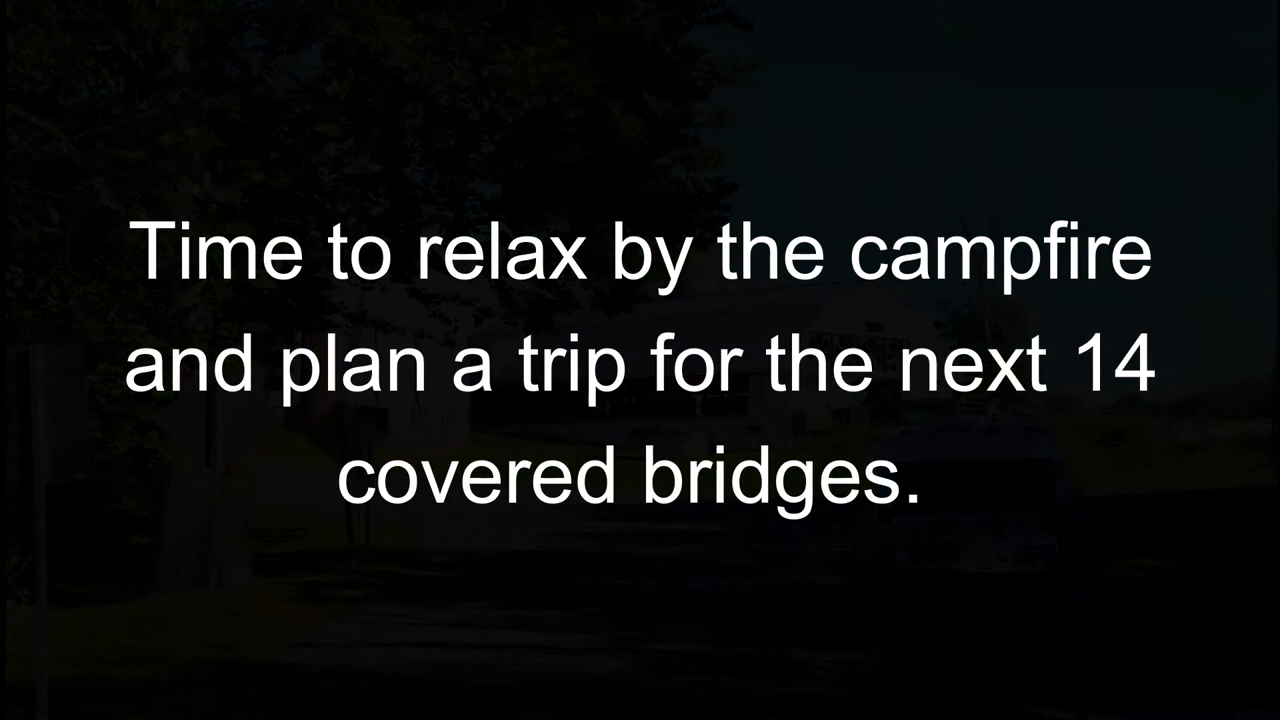 Time to relax by the campfire
and plan a trip for the next 14
covered bridges.